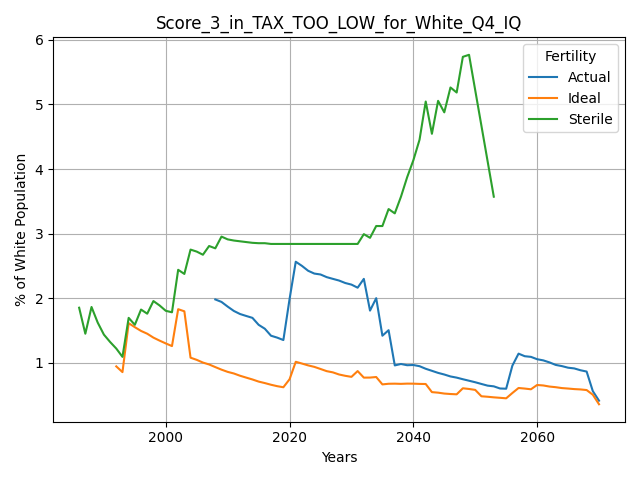 Score_3_in_TAX_TOO_LOW_for_White_Q4_IQ
Fertility
Actual
Ideal
Sterile
% of White Population
6
5
4
3
2
1
2000
2020
2040
2060
Years